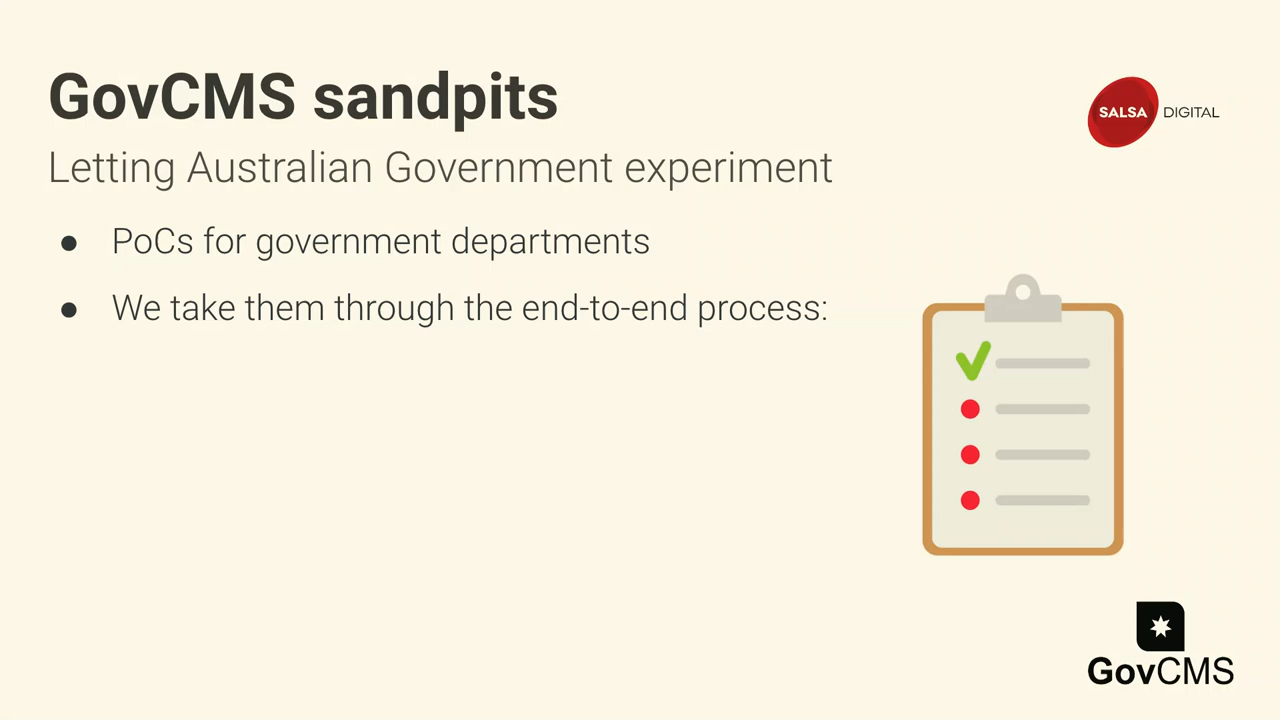 GovCMS sandpits
SALSA DIGITAL
Letting Australian Government experiment
● PoCs for government departments
● We take them through the end-to-end process:
GovCMS